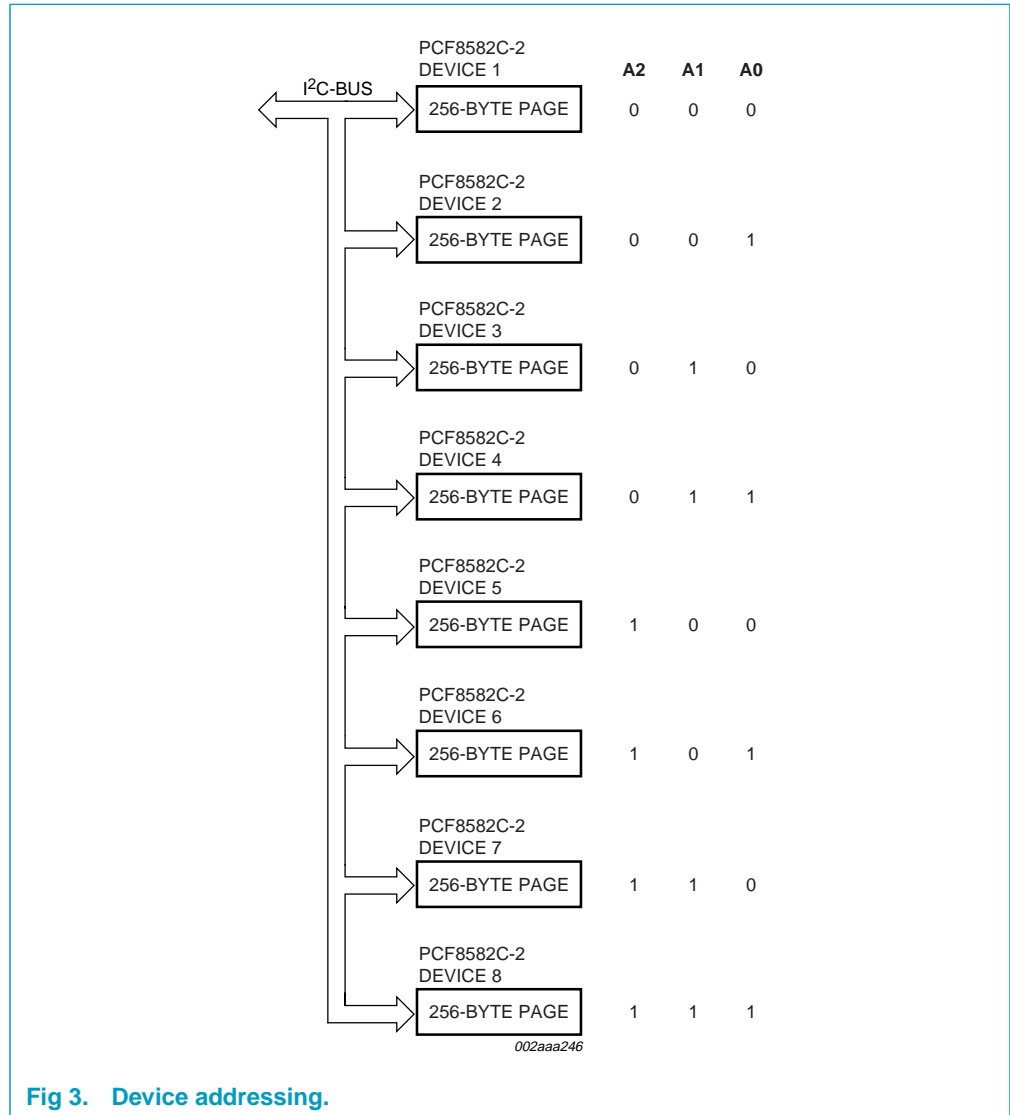 PCF8582C-2
DEVICE 1 A2 A1 A0
I2C-BUS
256-BYTE PAGE 0 0 0
PCF8582C-2
DEVICE 2
256-BYTE PAGE 0 0 1
PCF8582C-2
DEVICE 3
256-BYTE PAGE 0 1 0
PCF8582C-2
DEVICE 4
256-BYTE PAGE 0 1 1
PCF8582C-2
DEVICE 5
256-BYTE PAGE 1 0 0
PCF8582C-2
DEVICE 6
256-BYTE PAGE 1 0 1
PCF8582C-2
DEVICE 7
256-BYTE PAGE 1 1 0
PCF8582C-2
DEVICE 8
256-BYTE PAGE 1 1 1
002aaa246
Fig 3. Device addressing.